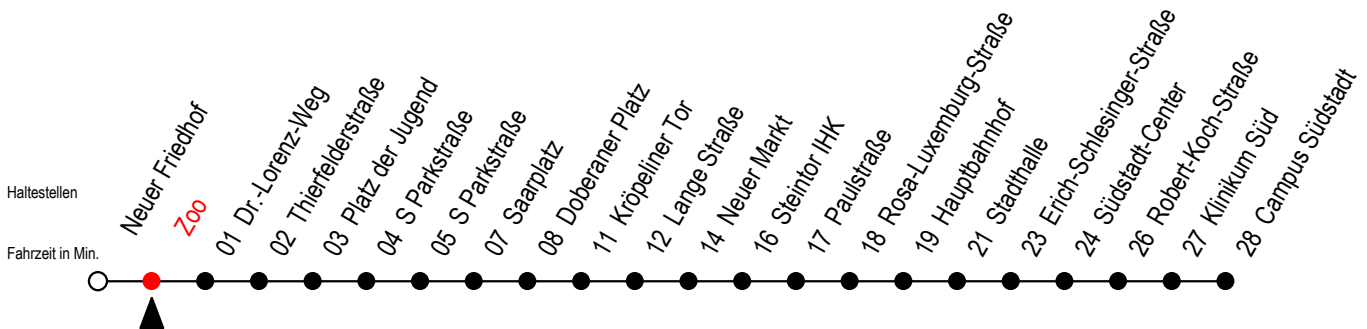 Haltestellen
Fahrzeit in Min.
Neuer Friedhof
Zoo
01 Dr.-Lorenz-Weg
02 Thierfelderstraße
03 Platz der Jugend
04 S Parkstraße
05 S Parkstraße
07 Saarplatz
08 Doberaner Platz
11 Kröpeliner Tor
12 Lange Straße
14 Neuer Markt
16 Steintor IHK
17 Paulstraße
18 Rosa-Luxemburg-Straße
19 Hauptbahnhof
21 Stadthalle
23 Erich-Schlesinger-Straße
24 Südstadt-Center
26 Robert-Koch-Straße
27 Klinikum Süd
28 Campus Südstadt